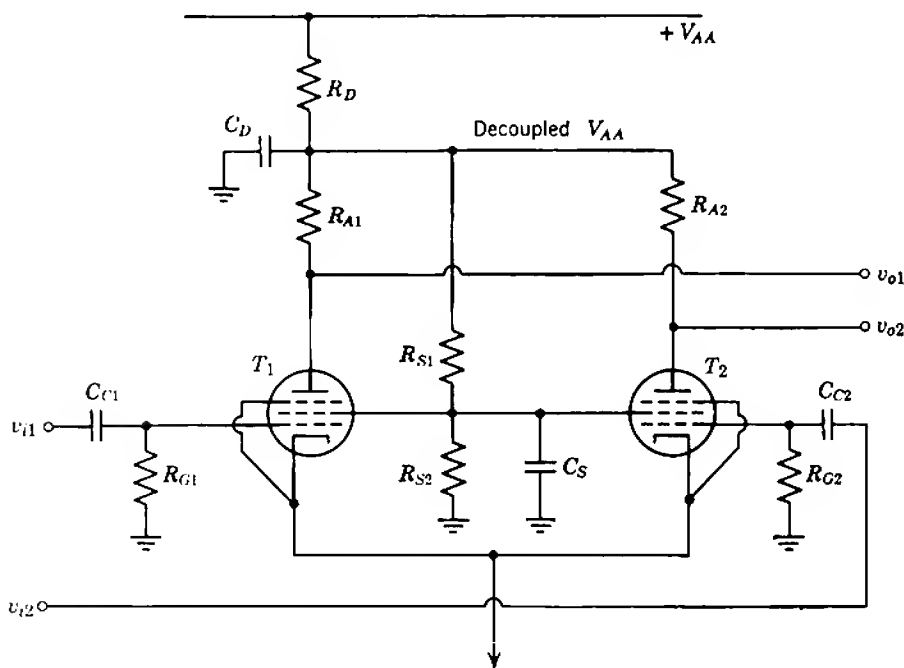 + V_AA
R_D
C_D
Decoupled V_AA
R_A1
R_A2
v_o1
v_o2
R_S1
T_1
T_2
C_C1
C_C2
v_i1
R_G1
R_S2
C_S
R_G2
v_i2